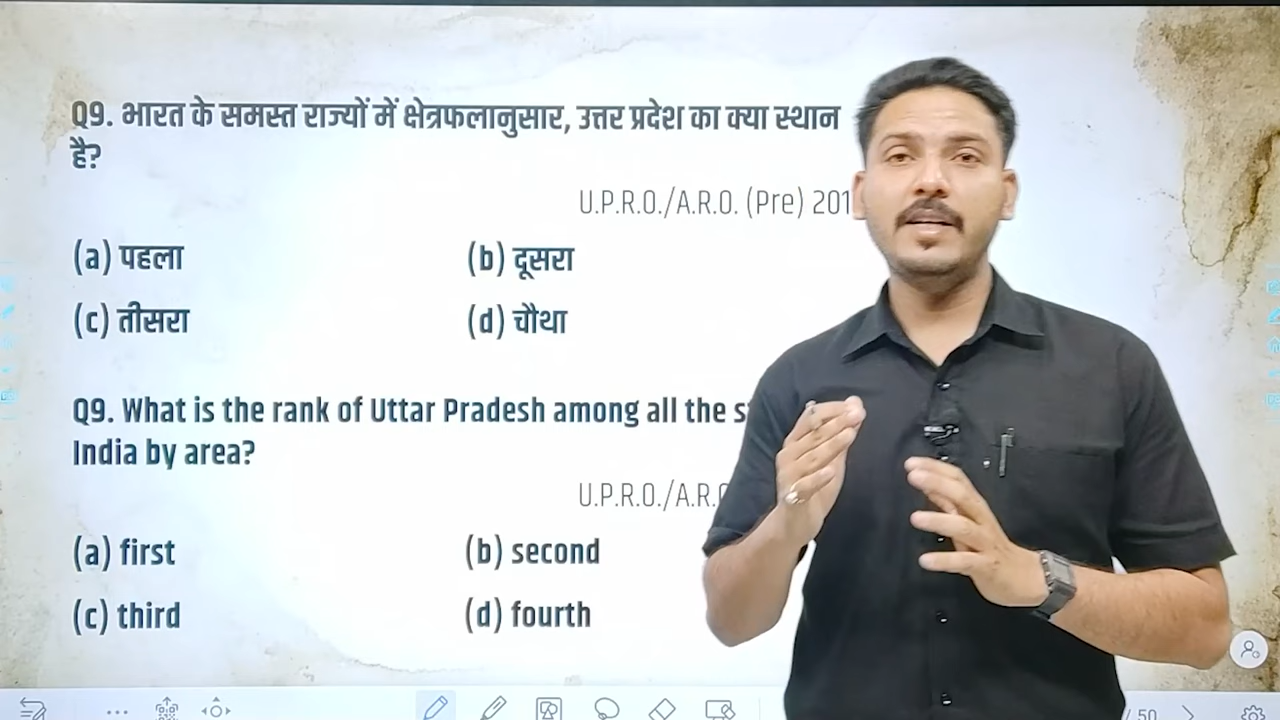 Q9. भारत के समस्त राज्यों में क्षेत्रफलानुसार, उत्तर प्रदेश का क्या स्थान
है?
U.P.R.O./A.R.O. (Pre) 201
(a) पहला (b) दूसरा
(c) तीसरा (d) चौथा
Q9. What is the rank of Uttar Pradesh among all the
India by area?
U.P.R.O./A.R.
(a) first (b) second
(c) third (d) fourth
/ 50